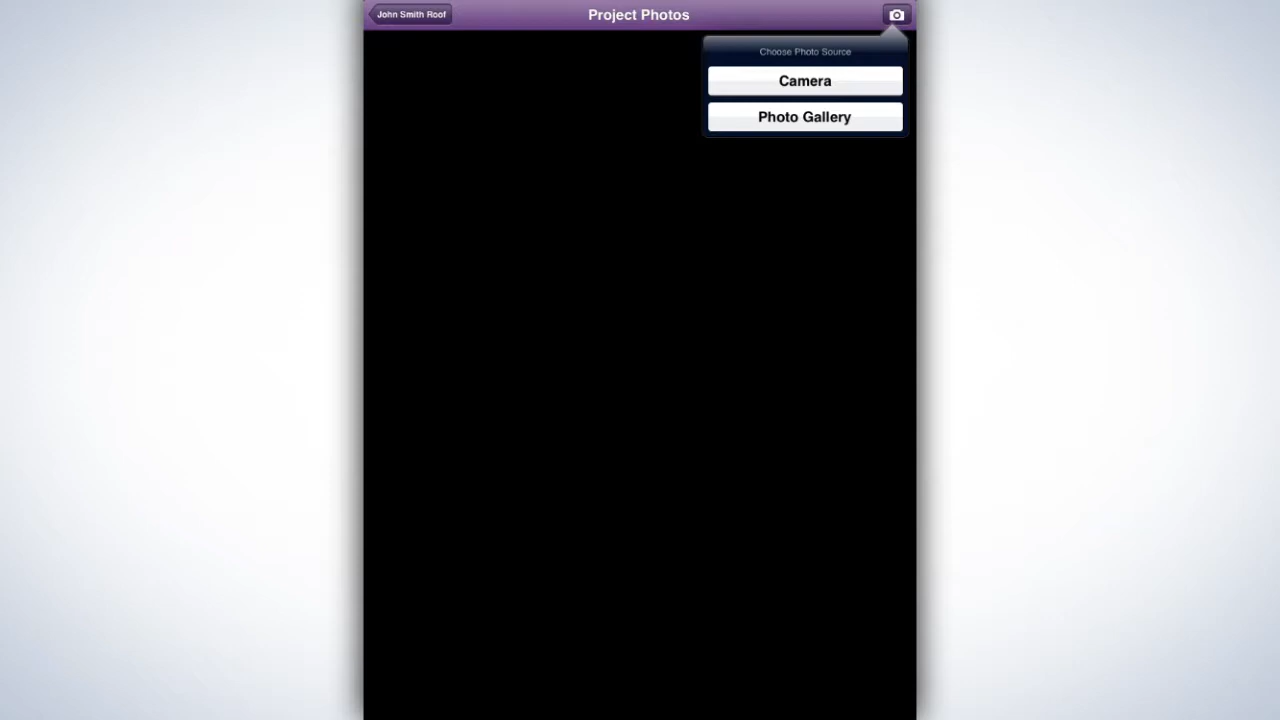 John Smith Roof
Project Photos
Choose Photo Source
Camera
Photo Gallery